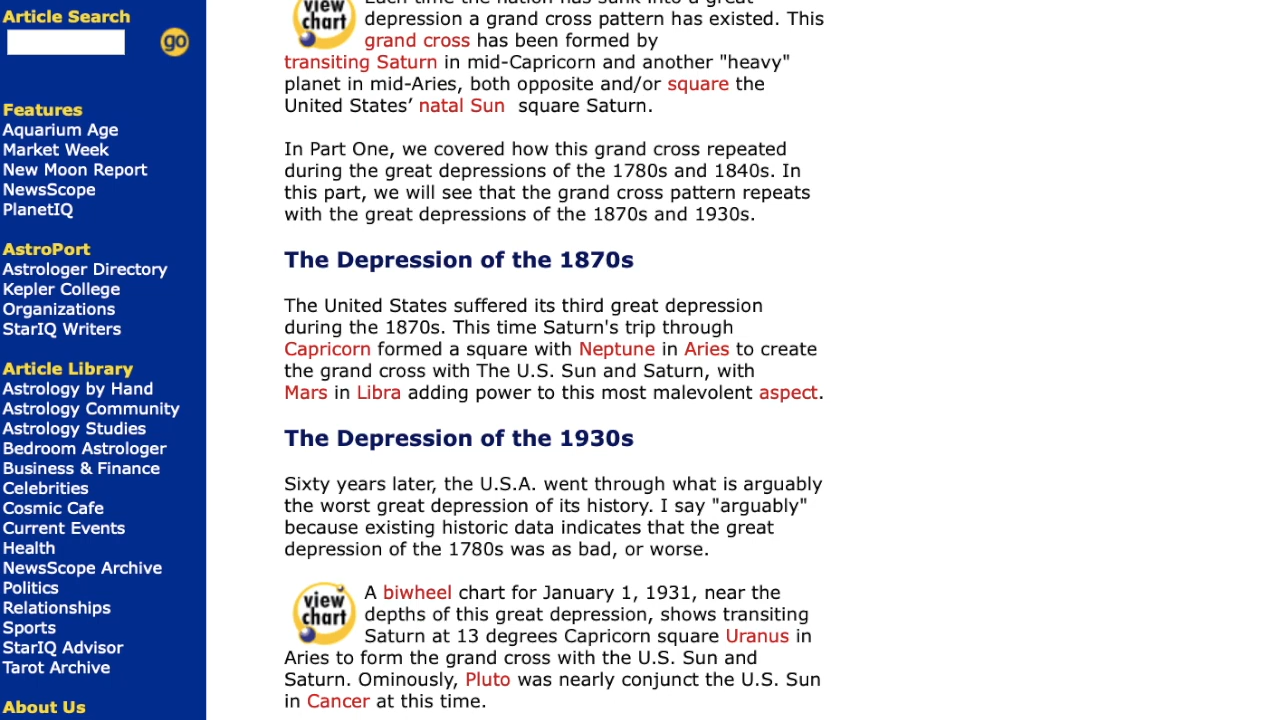 Article Search
go
Features
Aquarium Age
Market Week
New Moon Report
NewsScope
PlanetIQ
AstroPort
Astrologer Directory
Kepler College
Organizations
StarIQ Writers
Article Library
Astrology by Hand
Astrology Community
Astrology Studies
Bedroom Astrologer
Business & Finance
Celebrities
Cosmic Cafe
Current Events
Health
NewsScope Archive
Politics
Relationships
Sports
StarIQ Advisor
Tarot Archive
About Us
view
chart
Each time the nation has sunk into a great
depression a grand cross pattern has existed. This
grand cross has been formed by
transiting Saturn in mid-Capricorn and another "heavy"
planet in mid-Aries, both opposite and/or square the
United States’ natal Sun square Saturn.
In Part One, we covered how this grand cross repeated
during the great depressions of the 1780s and 1840s. In
this part, we will see that the grand cross pattern repeats
with the great depressions of the 1870s and 1930s.
The Depression of the 1870s
The United States suffered its third great depression
during the 1870s. This time Saturn's trip through
Capricorn formed a square with Neptune in Aries to create
the grand cross with The U.S. Sun and Saturn, with
Mars in Libra adding power to this most malevolent aspect.
The Depression of the 1930s
Sixty years later, the U.S.A. went through what is arguably
the worst great depression of its history. I say "arguably"
because existing historic data indicates that the great
depression of the 1780s was as bad, or worse.
view
chart
A biwheel chart for January 1, 1931, near the
depths of this great depression, shows transiting
Saturn at 13 degrees Capricorn square Uranus in
Aries to form the grand cross with the U.S. Sun and
Saturn. Ominously, Pluto was nearly conjunct the U.S. Sun
in Cancer at this time.